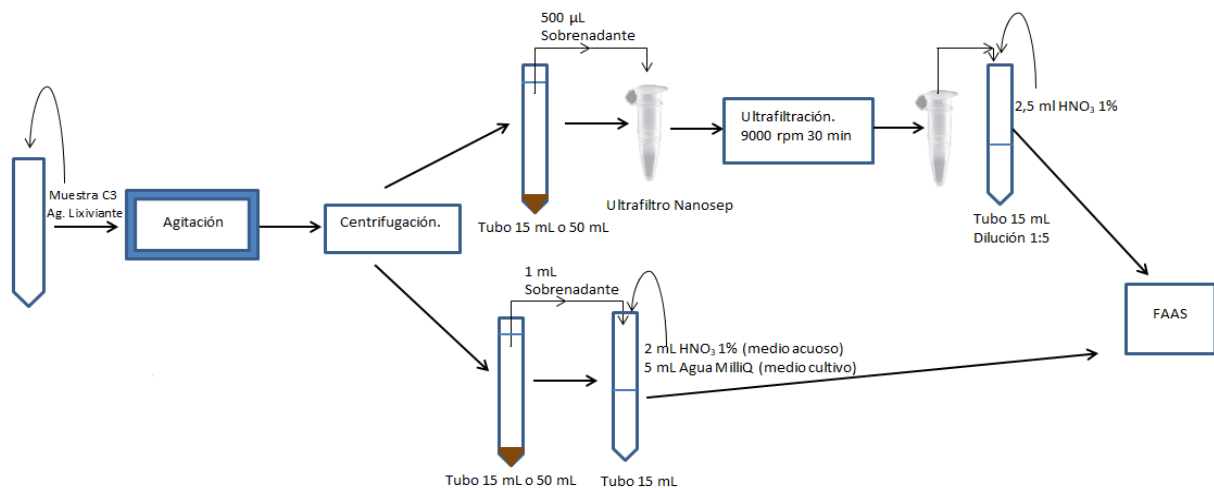 Muestra C3
Ag. Lixiviante
Agitación
Centrifugación.
500 µL
Sobrenadante
Tubo 15 mL o 50 mL
Ultrafiltro Nanosep
Ultrafiltración.
9000 rpm 30 min
2,5 ml HNO₃ 1%
Tubo 15 mL
Dilución 1:5
1 mL
Sobrenadante
2 mL HNO₃ 1% (medio acuoso)
5 mL Agua MilliQ (medio cultivo)
Tubo 15 mL o 50 mL
Tubo 15 mL
FAAS